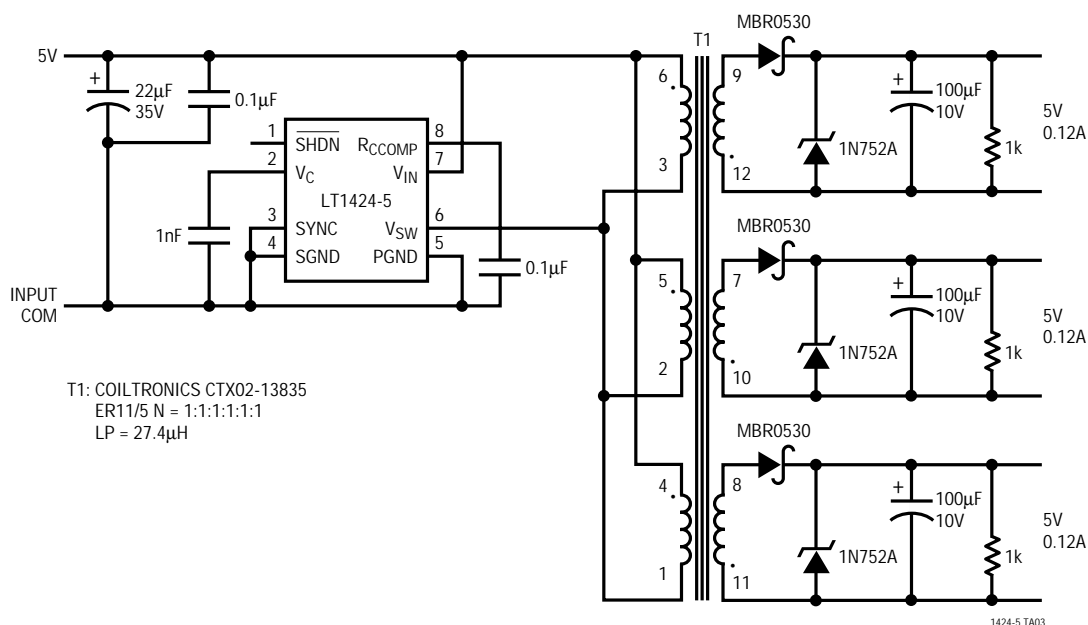 5V
+
22µF
35V
0.1µF
1
SHDN
RCCOMP
8
2
VC
VIN
7
LT1424-5
3
SYNC
VSW
6
4
SGND
PGND
5
1nF
0.1µF
INPUT
COM
T1: COILTRONICS CTX02-13835
ER11/5 N = 1:1:1:1:1:1
LP = 27.4µH
T1
6
3
5
2
4
1
MBR0530
9
12
1N752A
+
100µF
10V
1k
5V
0.12A
MBR0530
7
10
1N752A
+
100µF
10V
1k
5V
0.12A
MBR0530
8
11
1N752A
+
100µF
10V
1k
5V
0.12A
1424-5 TA03